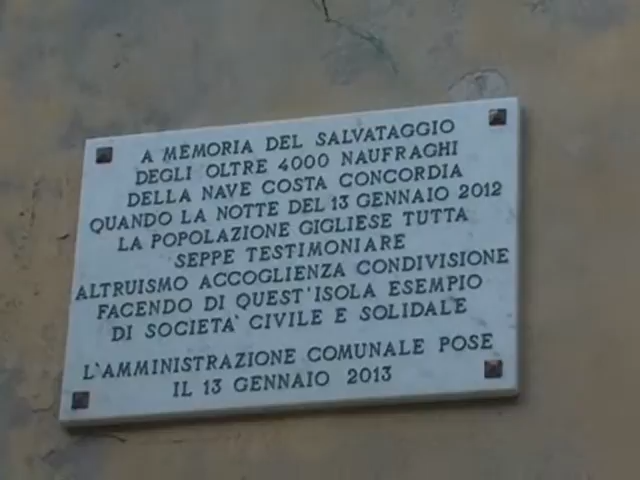 A MEMORIA DEL SALVATAGGIO
DEGLI OLTRE 4000 NAUFRAGHI
DELLA NAVE COSTA CONCORDIA
QUANDO LA NOTTE DEL 13 GENNAIO 2012
LA POPOLAZIONE GIGLIESE TUTTA
SEPPE TESTIMONIARE
ALTRUISMO ACCOGLIENZA CONDIVISIONE
FACENDO DI QUEST'ISOLA ESEMPIO
DI SOCIETA' CIVILE E SOLIDALE
L'AMMINISTRAZIONE COMUNALE POSE
IL 13 GENNAIO 2013